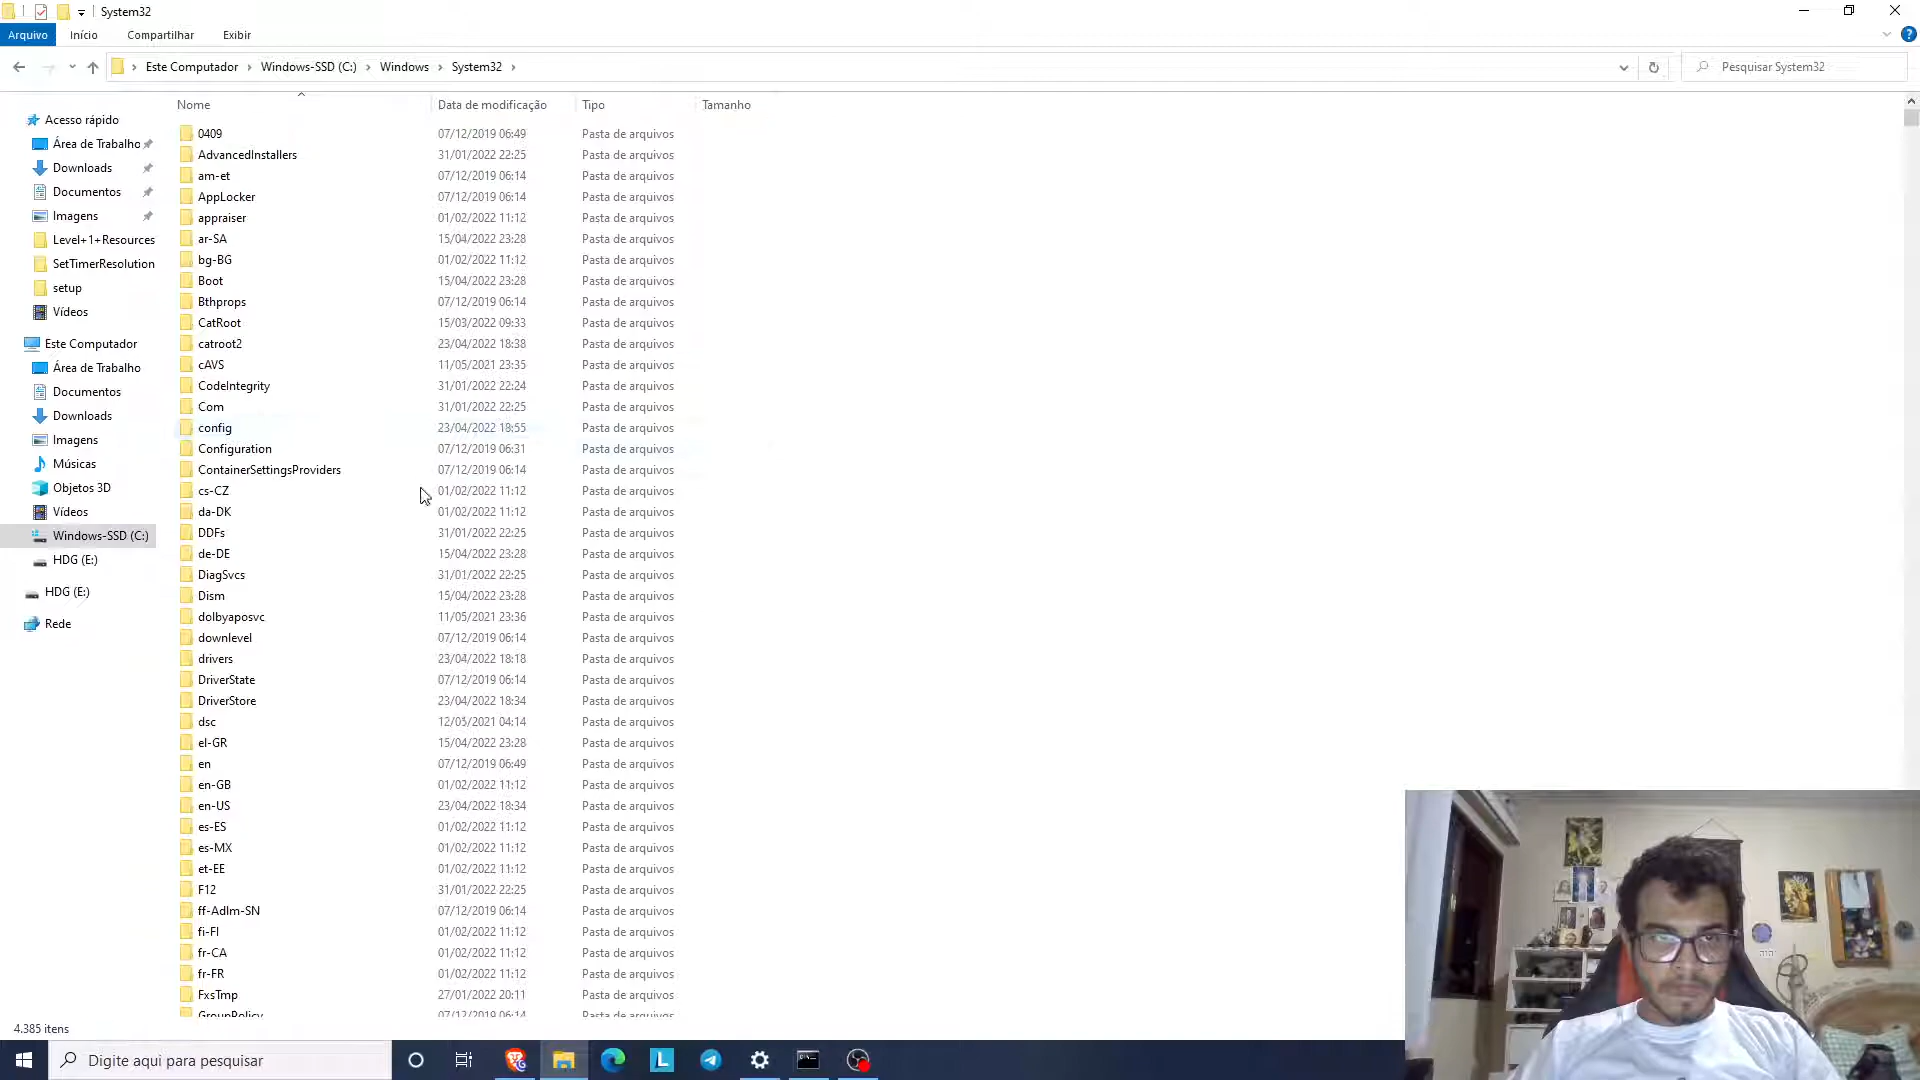 System32
Arquivo Início Compartilhar Exibir
Este Computador Windows-SSD (C:) Windows System32
Pesquisar System32
Acesso rápido
Área de Trabalho
Downloads
Documentos
Imagens
Level+1+Resources
SetTimerResolution
setup
Vídeos
Este Computador
Área de Trabalho
Documentos
Downloads
Imagens
Músicas
Objetos 3D
Vídeos
Windows-SSD (C:)
HDG (E:)
HDG (E:)
Rede
Nome Data de modificação Tipo Tamanho
0409 07/12/2019 06:49 Pasta de arquivos
AdvancedInstallers 31/01/2022 22:25 Pasta de arquivos
am-et 07/12/2019 06:14 Pasta de arquivos
AppLocker 07/12/2019 06:14 Pasta de arquivos
appraiser 01/02/2022 11:12 Pasta de arquivos
ar-SA 15/04/2022 23:28 Pasta de arquivos
bg-BG 01/02/2022 11:12 Pasta de arquivos
Boot 15/04/2022 23:28 Pasta de arquivos
Bthprops 07/12/2019 06:14 Pasta de arquivos
CatRoot 15/03/2022 09:33 Pasta de arquivos
catroot2 23/04/2022 18:38 Pasta de arquivos
cAVS 11/05/2021 23:35 Pasta de arquivos
CodeIntegrity 31/01/2022 22:24 Pasta de arquivos
Com 31/01/2022 22:25 Pasta de arquivos
config 23/04/2022 18:55 Pasta de arquivos
Configuration 07/12/2019 06:31 Pasta de arquivos
ContainerSettingsProviders 07/12/2019 06:14 Pasta de arquivos
cs-CZ 01/02/2022 11:12 Pasta de arquivos
da-DK 01/02/2022 11:12 Pasta de arquivos
DDFs 31/01/2022 22:25 Pasta de arquivos
de-DE 15/04/2022 23:28 Pasta de arquivos
DiagSvcs 31/01/2022 22:25 Pasta de arquivos
Dism 15/04/2022 23:28 Pasta de arquivos
dolbyaposvc 11/05/2021 23:36 Pasta de arquivos
downlevel 07/12/2019 06:14 Pasta de arquivos
drivers 23/04/2022 18:18 Pasta de arquivos
DriverState 07/12/2019 06:14 Pasta de arquivos
DriverStore 23/04/2022 18:34 Pasta de arquivos
dsc 12/05/2021 04:14 Pasta de arquivos
el-GR 15/04/2022 23:28 Pasta de arquivos
en 07/12/2019 06:49 Pasta de arquivos
en-GB 01/02/2022 11:12 Pasta de arquivos
en-US 23/04/2022 18:34 Pasta de arquivos
es-ES 01/02/2022 11:12 Pasta de arquivos
es-MX 01/02/2022 11:12 Pasta de arquivos
et-EE 01/02/2022 11:12 Pasta de arquivos
F12 31/01/2022 22:25 Pasta de arquivos
ff-Adlm-SN 07/12/2019 06:14 Pasta de arquivos
fi-FI 01/02/2022 11:12 Pasta de arquivos
fr-CA 01/02/2022 11:12 Pasta de arquivos
fr-FR 01/02/2022 11:12 Pasta de arquivos
FxsTmp 27/01/2022 20:11 Pasta de arquivos
GroupPolicy 07/12/2019 06:14 Pasta de arquivos
4.385 itens
Digite aqui para pesquisar
יהוה